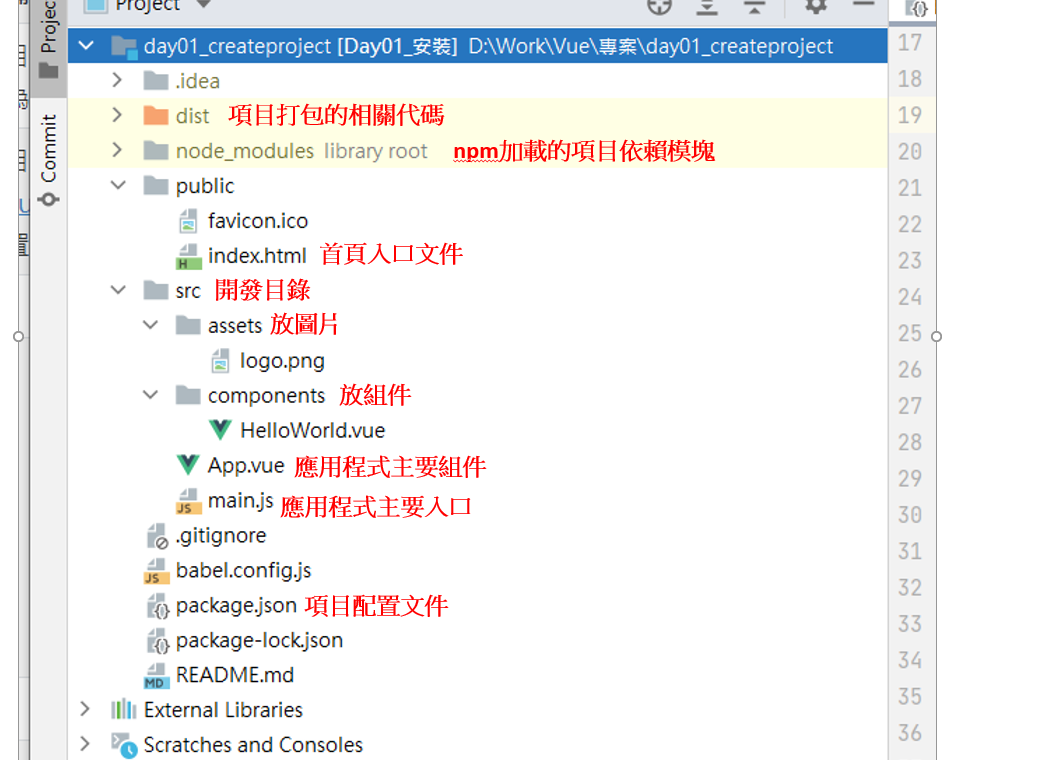 Project
Project
Commit
day01_createproject [Day01_安裝] D:\Work\Vue\專案\day01_createproject
.idea
dist 項目打包的相關代碼
node_modules library root npm加載的項目依賴模塊
public
favicon.ico
index.html 首頁入口文件
src 開發目錄
assets 放圖片
logo.png
components 放組件
HelloWorld.vue
App.vue 應用程式主要組件
main.js 應用程式主要入口
.gitignore
babel.config.js
package.json 項目配置文件
package-lock.json
README.md
External Libraries
Scratches and Consoles
17
18
19
20
21
22
23
24
25
26
27
28
29
30
31
32
33
34
35
36